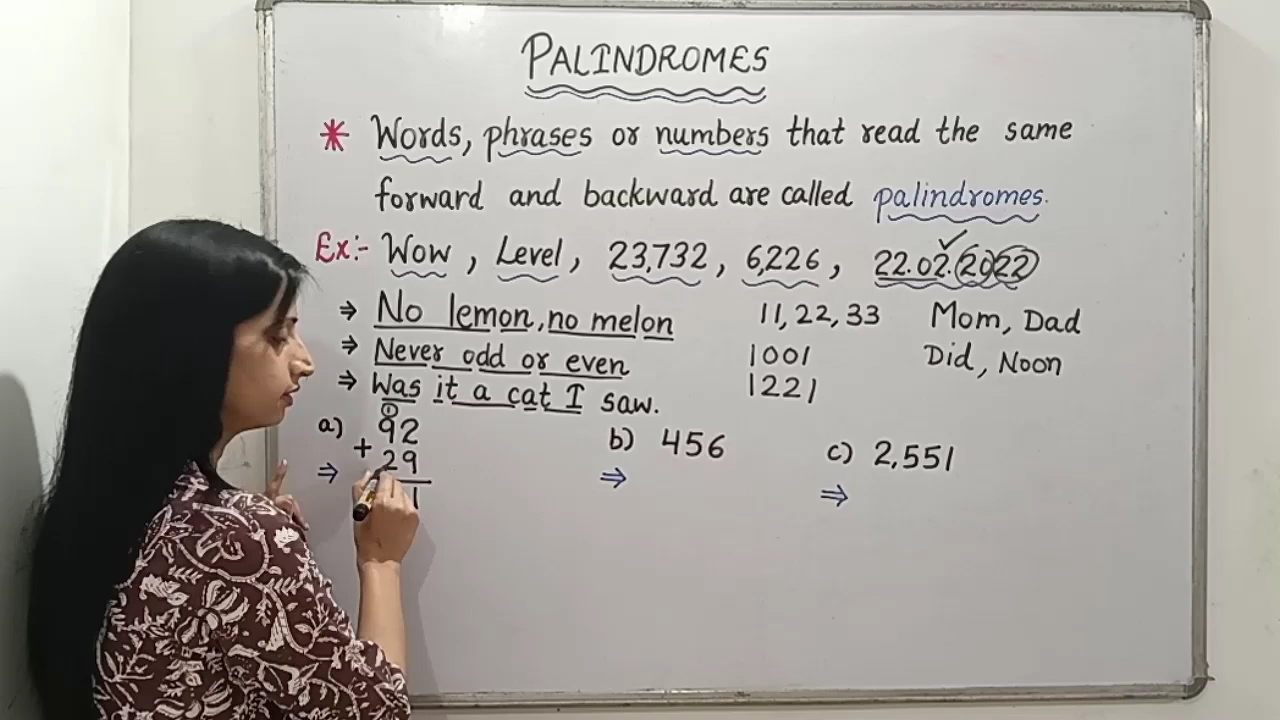 PALINDROMES
* Words, phrases or numbers that read the same
forward and backward are called palindromes.
Ex:- Wow, Level, 23,732, 6,226, 22.02.2022 ✓
⇒ No lemon, no melon 11, 22, 33 Mom, Dad
⇒ Never odd or even 1001 Did, Noon
⇒ Was it a cat I saw. 1221
1
a) 92 b) 456 c) 2,551
+ 29
⇒ ⇒ ⇒
1